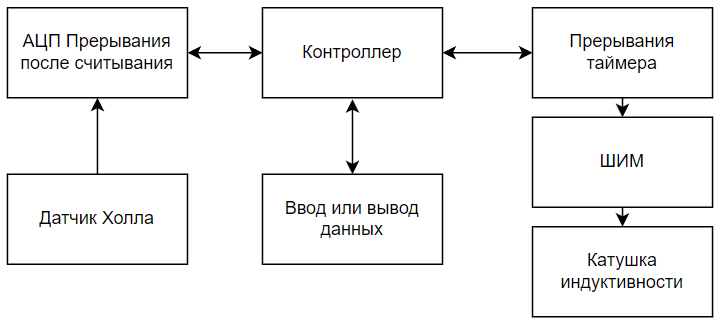 АЦП Прерывания
после считывания
Контроллер
Прерывания
таймера
ШИМ
Датчик Холла
Ввод или вывод
данных
Катушка
индуктивности